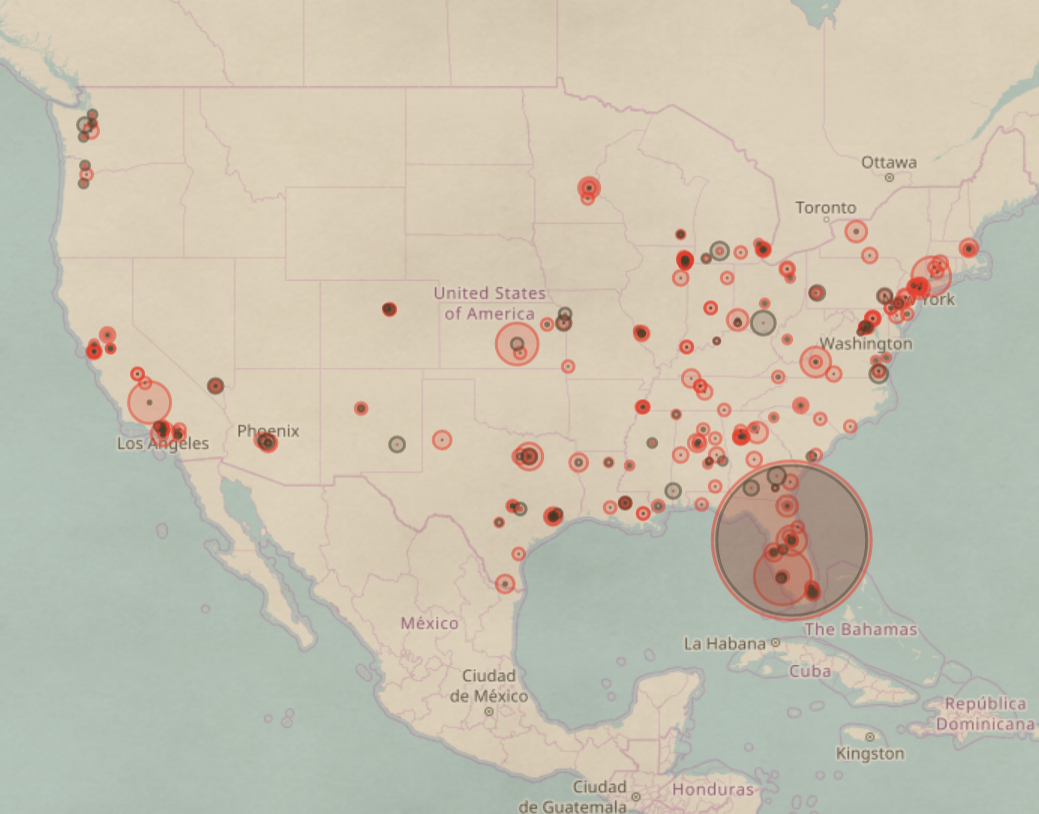 Ottawa
Toronto
United States
of America
York
Washington
Phoenix
Los Angeles
México
La Habana
The Bahamas
Cuba
Ciudad
de México
República
Dominicana
Kingston
Ciudad
de Guatemala
Honduras